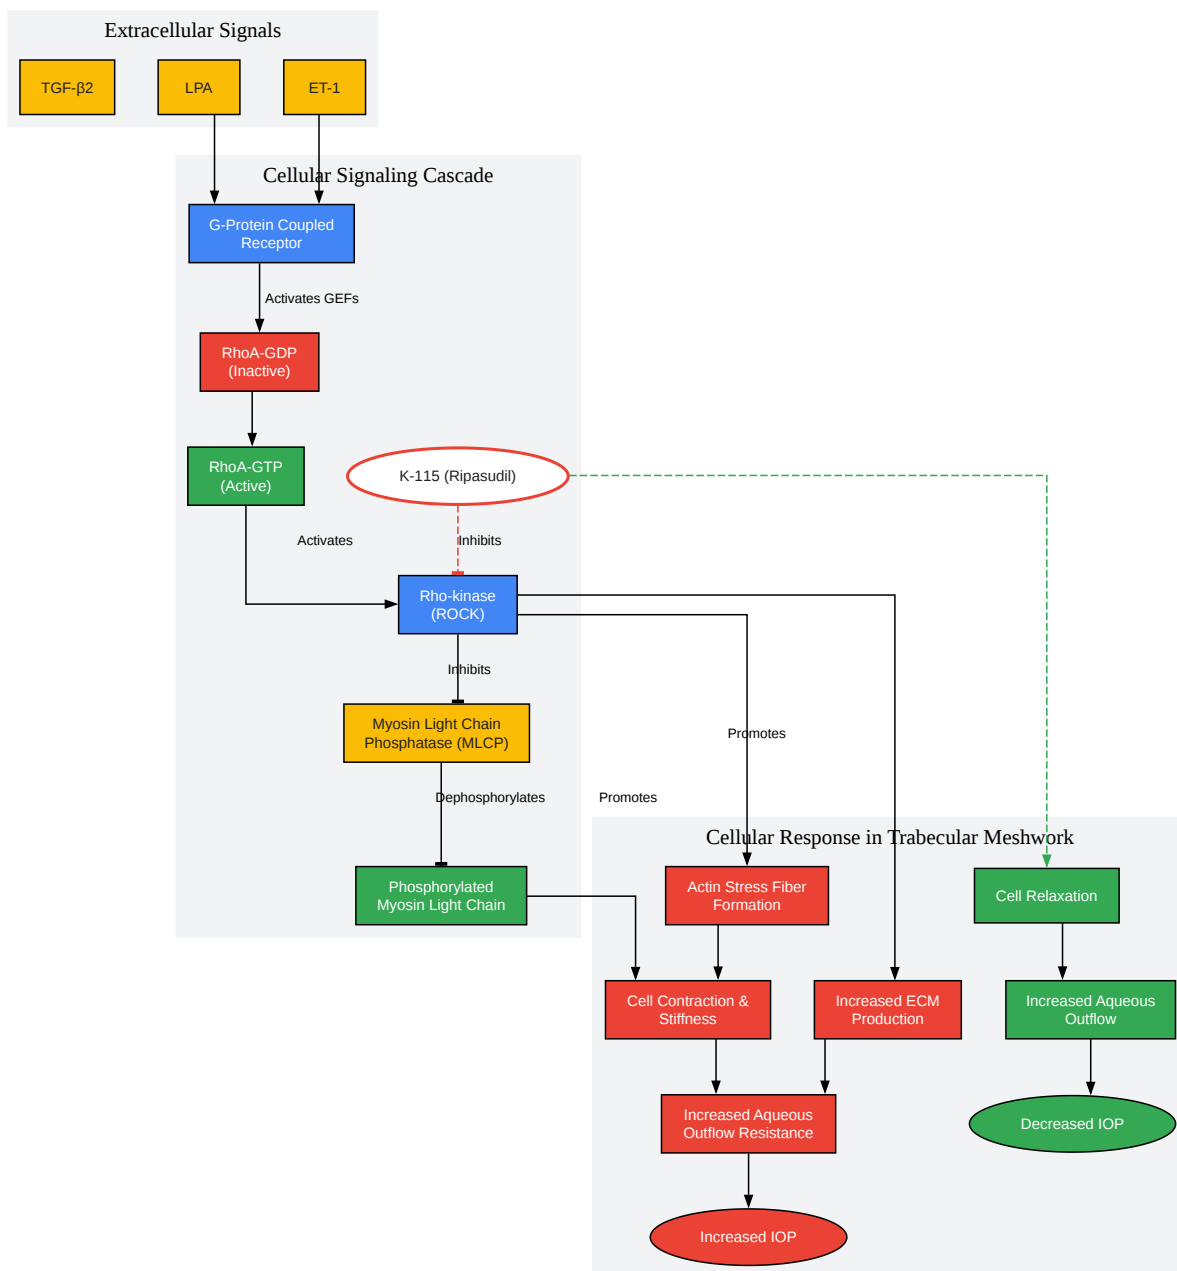 Extracellular Signals
TGF-β2
LPA
ET-1
Cellular Signaling Cascade
G-Protein Coupled
Receptor
Activates GEFs
RhoA-GDP
(Inactive)
RhoA-GTP
(Active)
K-115 (Ripasudil)
Activates
Inhibits
Rho-kinase
(ROCK)
Inhibits
Myosin Light Chain
Phosphatase (MLCP)
Promotes
Dephosphorylates
Promotes
Cellular Response in Trabecular Meshwork
Phosphorylated
Myosin Light Chain
Actin Stress Fiber
Formation
Cell Relaxation
Cell Contraction &
Stiffness
Increased ECM
Production
Increased Aqueous
Outflow
Increased Aqueous
Outflow Resistance
Decreased IOP
Increased IOP